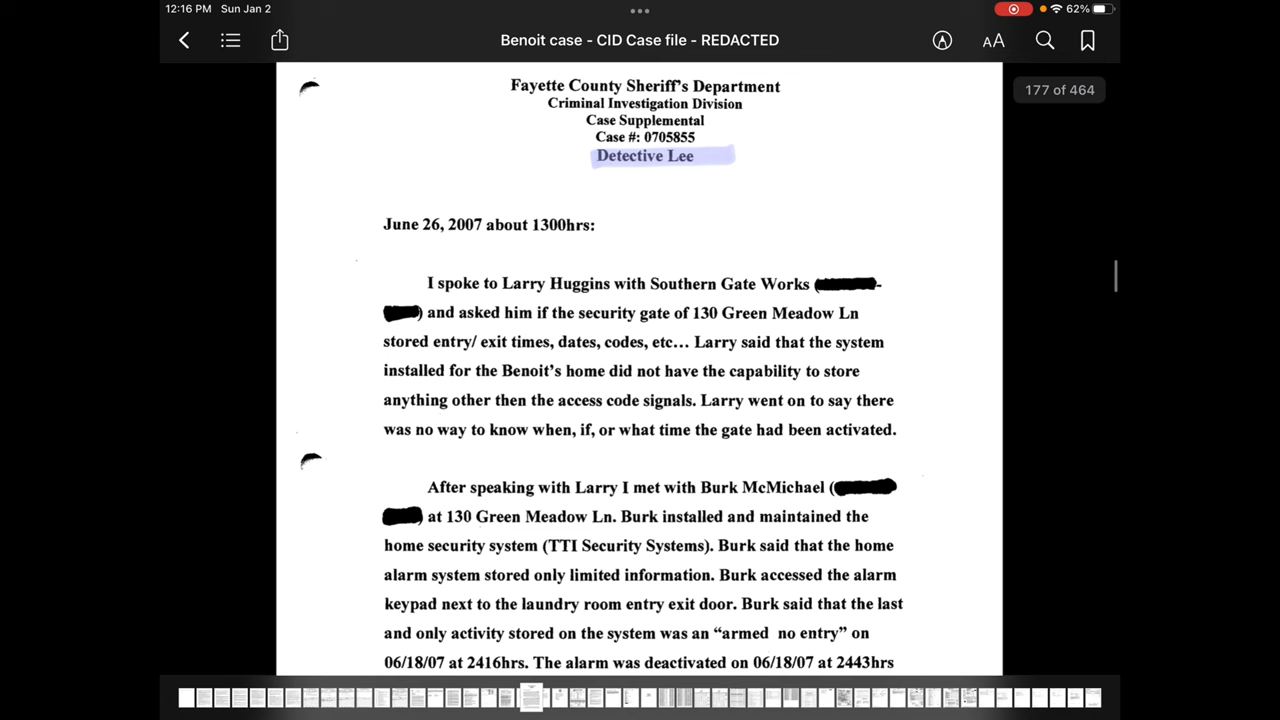 12:16 PM Sun Jan 2
62%
Benoit case - CID Case file - REDACTED
AA
177 of 464
Fayette County Sheriff's Department
Criminal Investigation Division
Case Supplemental
Case #: 0705855
Detective Lee
June 26, 2007 about 1300hrs:
I spoke to Larry Huggins with Southern Gate Works (
-
) and asked him if the security gate of 130 Green Meadow Ln
stored entry/ exit times, dates, codes, etc... Larry said that the system
installed for the Benoit's home did not have the capability to store
anything other then the access code signals. Larry went on to say there
was no way to know when, if, or what time the gate had been activated.
After speaking with Larry I met with Burk McMichael (
) at 130 Green Meadow Ln. Burk installed and maintained the
home security system (TTI Security Systems). Burk said that the home
alarm system stored only limited information. Burk accessed the alarm
keypad next to the laundry room entry exit door. Burk said that the last
and only activity stored on the system was an “armed no entry” on
06/18/07 at 2416hrs. The alarm was deactivated on 06/18/07 at 2443hrs